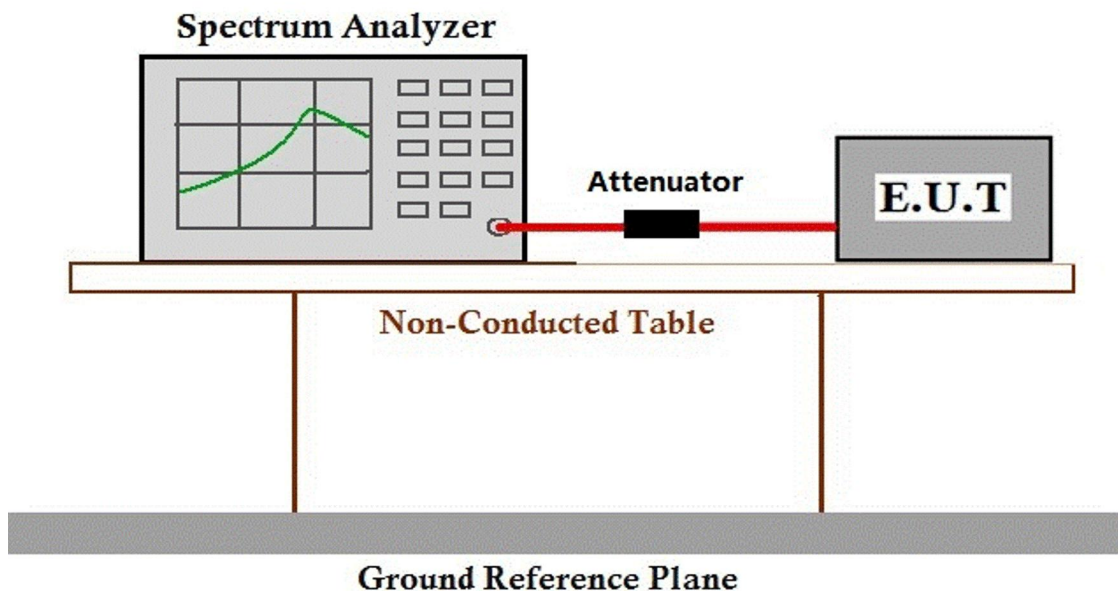 Spectrum Analyzer
Attenuator
E.U.T
Non-Conducted Table
Ground Reference Plane